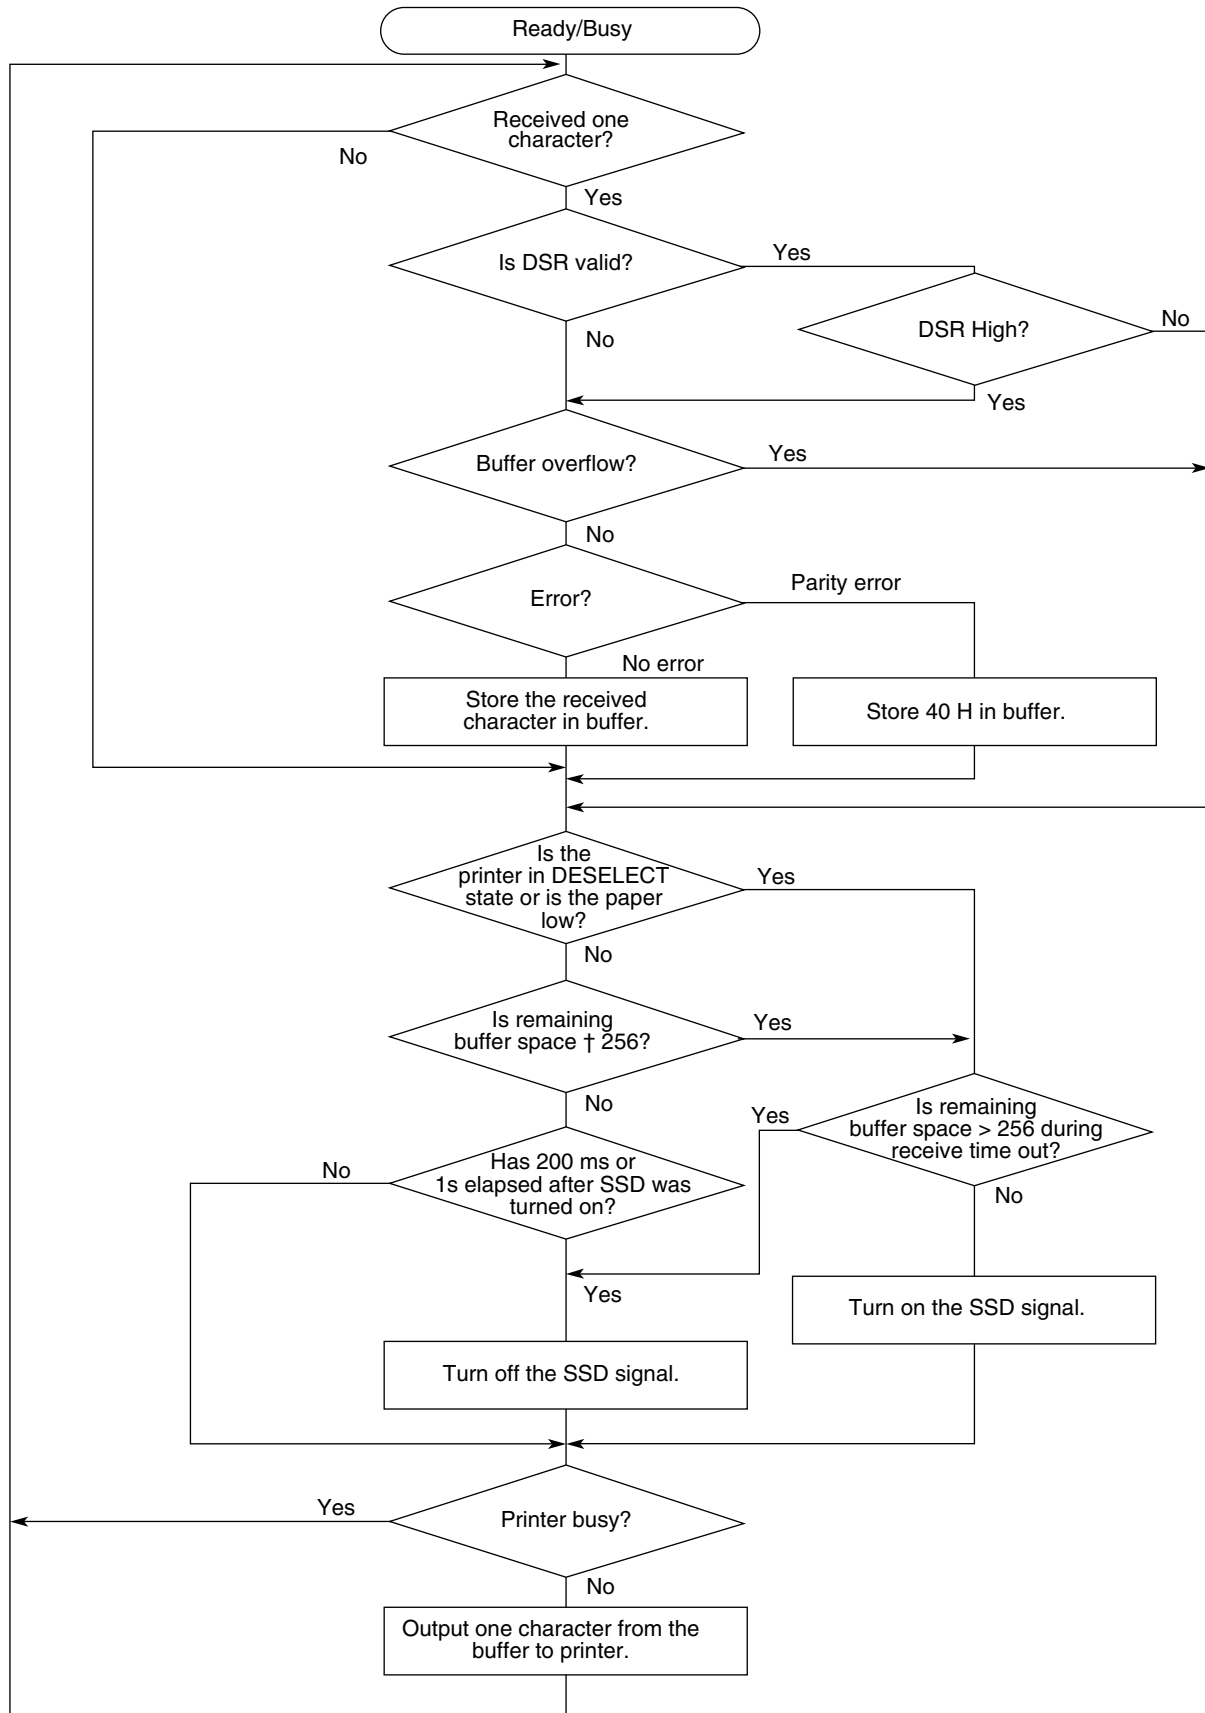 Ready/Busy
Received one
character?
No
Yes
Is DSR valid?
Yes
No
DSR High?
No
Yes
Buffer overflow?
Yes
No
Error?
Parity error
No error
Store the received
character in buffer.
Store 40 H in buffer.
Is the
printer in DESELECT
state or is the paper
low?
Yes
No
Is remaining
buffer space † 256?
Yes
No
Is remaining
buffer space > 256 during
receive time out?
Yes
No
Has 200 ms or
1s elapsed after SSD was
turned on?
No
Yes
Turn on the SSD signal.
Turn off the SSD signal.
Printer busy?
Yes
No
Output one character from the
buffer to printer.